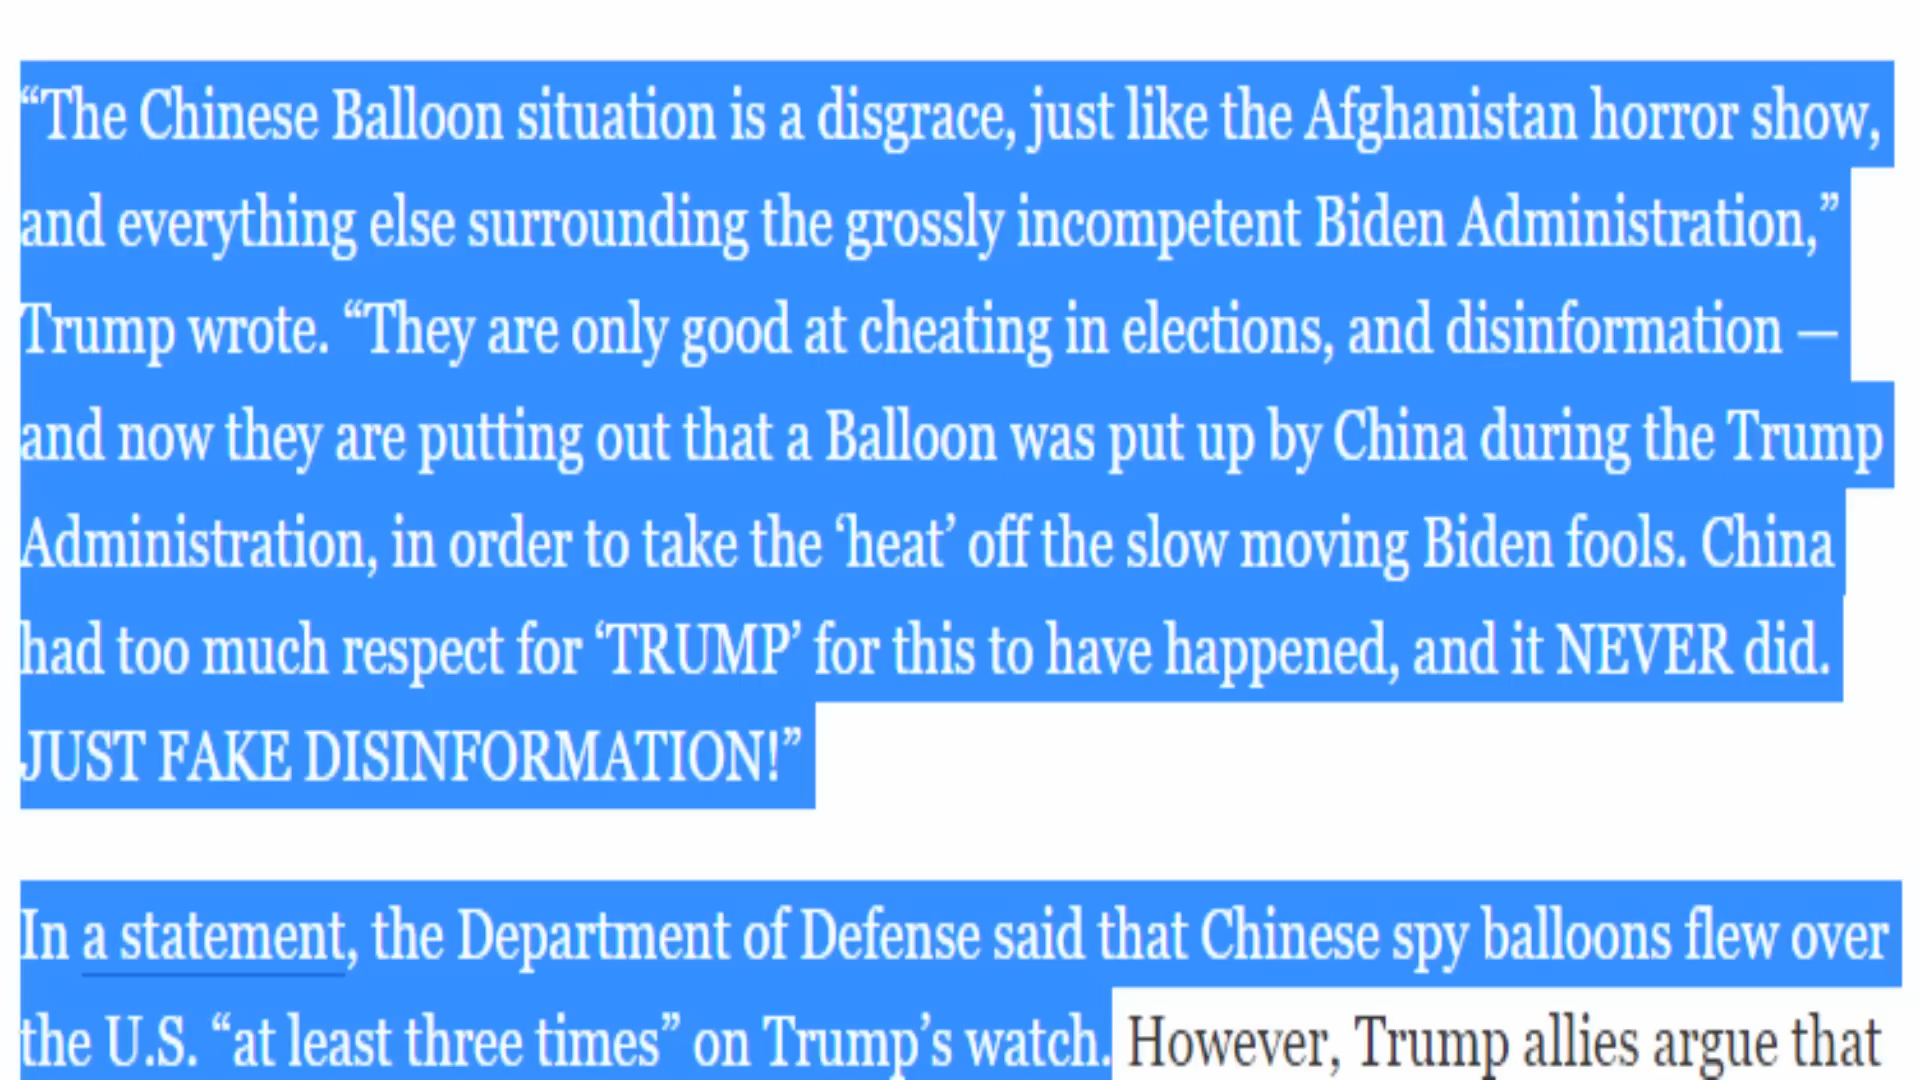 “The Chinese Balloon situation is a disgrace, just like the Afghanistan horror show,
and everything else surrounding the grossly incompetent Biden Administration,”
Trump wrote. “They are only good at cheating in elections, and disinformation —
and now they are putting out that a Balloon was put up by China during the Trump
Administration, in order to take the ‘heat’ off the slow moving Biden fools. China
had too much respect for ‘TRUMP’ for this to have happened, and it NEVER did.
JUST FAKE DISINFORMATION!”
In a statement, the Department of Defense said that Chinese spy balloons flew over
the U.S. “at least three times” on Trump’s watch. However, Trump allies argue that